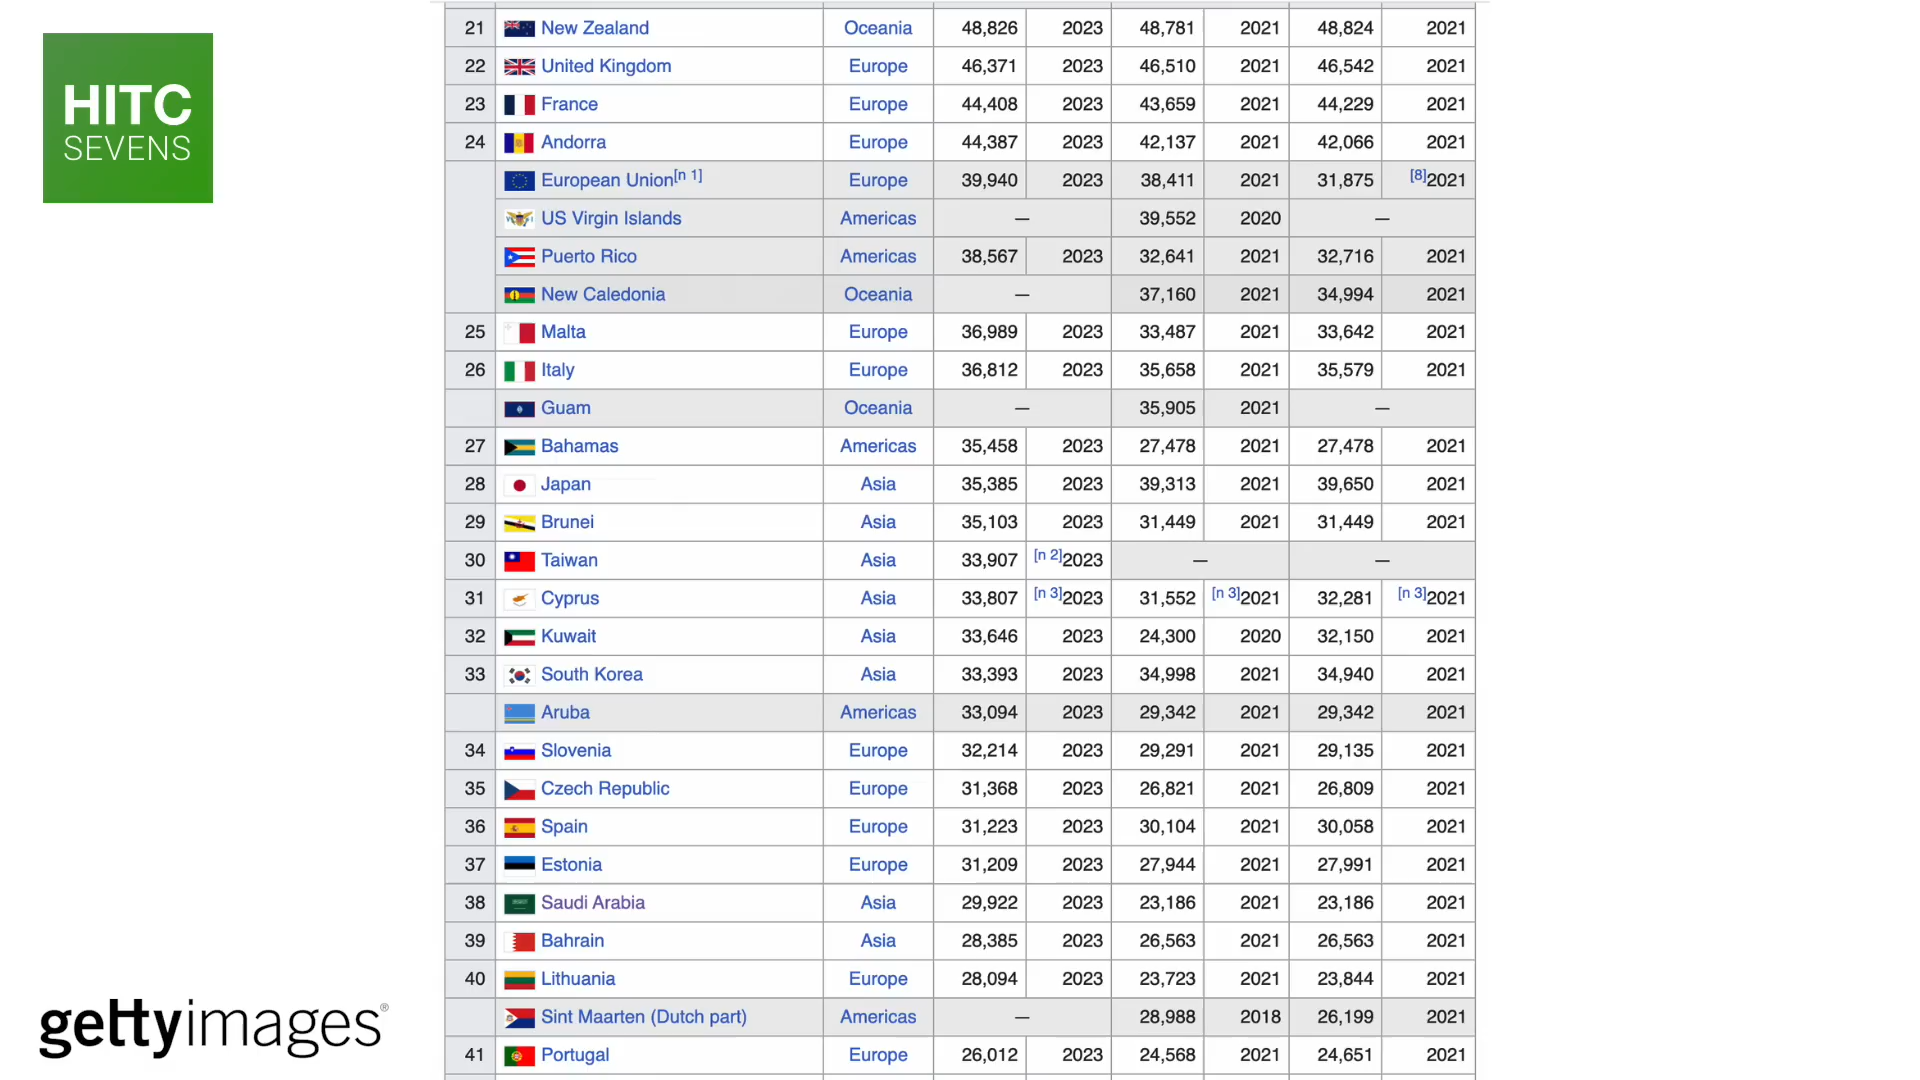 HITC
SEVENS
21 New Zealand Oceania 48,826 2023 48,781 2021 48,824 2021
22 United Kingdom Europe 46,371 2023 46,510 2021 46,542 2021
23 France Europe 44,408 2023 43,659 2021 44,229 2021
24 Andorra Europe 44,387 2023 42,137 2021 42,066 2021
European Union[n 1] Europe 39,940 2023 38,411 2021 31,875 [8]2021
US Virgin Islands Americas — 39,552 2020 —
Puerto Rico Americas 38,567 2023 32,641 2021 32,716 2021
New Caledonia Oceania — 37,160 2021 34,994 2021
25 Malta Europe 36,989 2023 33,487 2021 33,642 2021
26 Italy Europe 36,812 2023 35,658 2021 35,579 2021
Guam Oceania — 35,905 2021 —
27 Bahamas Americas 35,458 2023 27,478 2021 27,478 2021
28 Japan Asia 35,385 2023 39,313 2021 39,650 2021
29 Brunei Asia 35,103 2023 31,449 2021 31,449 2021
30 Taiwan Asia 33,907 [n 2]2023 — —
31 Cyprus Asia 33,807 [n 3]2023 31,552 [n 3]2021 32,281 [n 3]2021
32 Kuwait Asia 33,646 2023 24,300 2020 32,150 2021
33 South Korea Asia 33,393 2023 34,998 2021 34,940 2021
Aruba Americas 33,094 2023 29,342 2021 29,342 2021
34 Slovenia Europe 32,214 2023 29,291 2021 29,135 2021
35 Czech Republic Europe 31,368 2023 26,821 2021 26,809 2021
36 Spain Europe 31,223 2023 30,104 2021 30,058 2021
37 Estonia Europe 31,209 2023 27,944 2021 27,991 2021
38 Saudi Arabia Asia 29,922 2023 23,186 2021 23,186 2021
39 Bahrain Asia 28,385 2023 26,563 2021 26,563 2021
40 Lithuania Europe 28,094 2023 23,723 2021 23,844 2021
Sint Maarten (Dutch part) Americas — 28,988 2018 26,199 2021
41 Portugal Europe 26,012 2023 24,568 2021 24,651 2021
gettyimages®